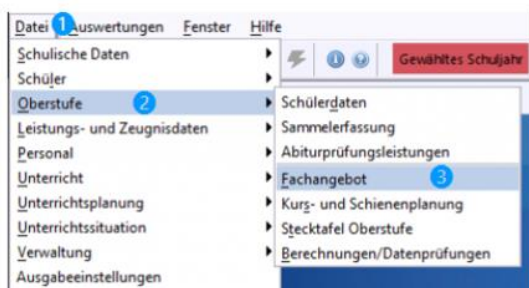 Datei 1 Auswertungen Fenster Hilfe
Schulische Daten
Schüler
Oberstufe 2
Leistungs- und Zeugnisdaten
Personal
Unterricht
Unterrichtsplanung
Unterrichtssituation
Verwaltung
Ausgabeeinstellungen
Gewähltes Schuljahr
Schülerdaten
Sammelerfassung
Abiturprüfungsleistungen
Fachangebot 3
Kurs- und Schienenplanung
Stecktafel Oberstufe
Berechnungen/Datenprüfungen